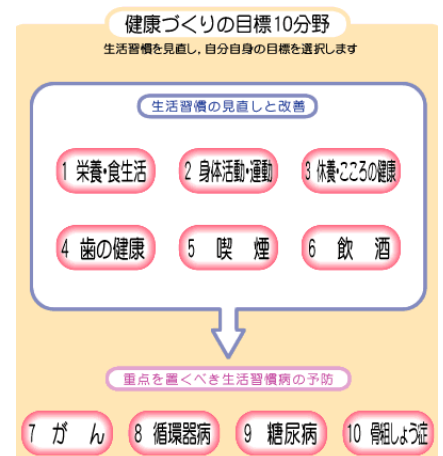 健康づくりの目標10分野
生活習慣を見直し,自分自身の目標を選択します
生活習慣の見直しと改善
1 栄養・食生活
2 身体活動・運動
3 休養・こころの健康
4 歯の健康
5 喫 煙
6 飲 酒
重点を置くべき生活習慣病の予防
7 が ん
8 循環器病
9 糖尿病
10 骨粗しょう症